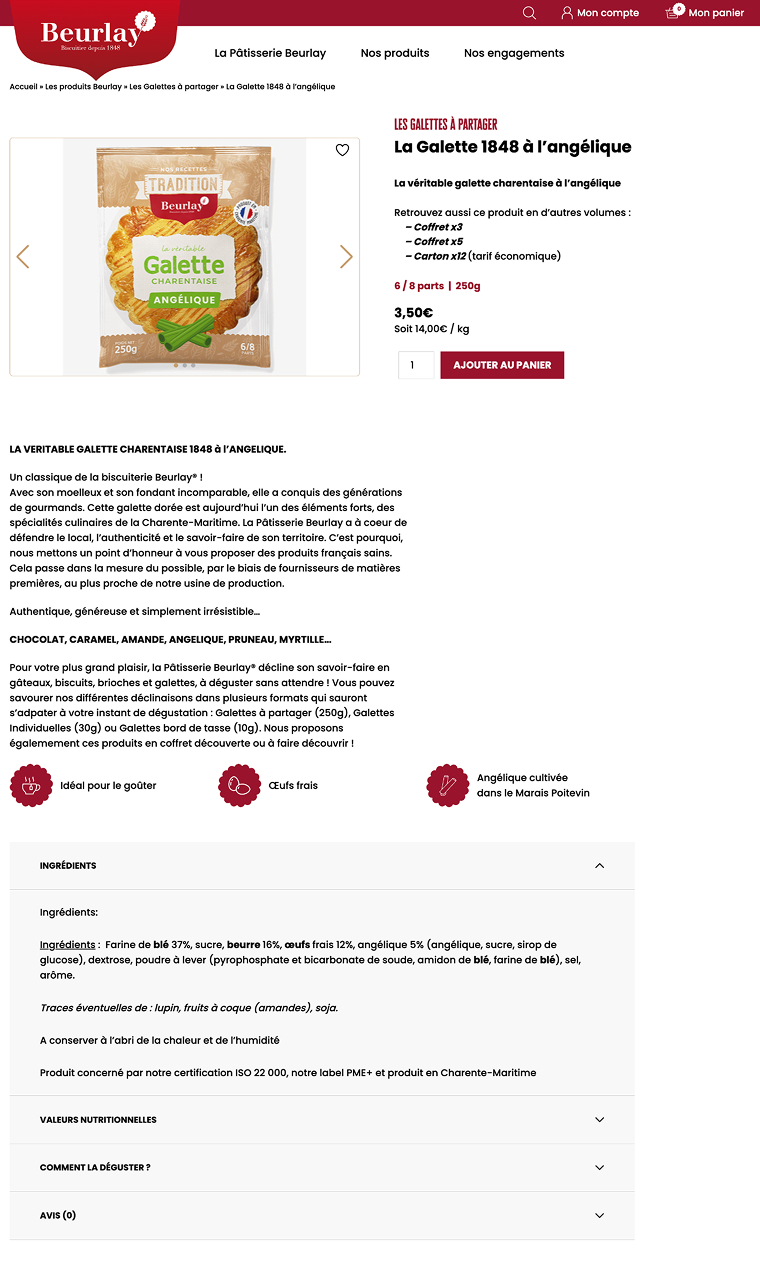 Beurlay
Biscuitier depuis 1848
Mon compte
0
Mon panier
La Pâtisserie Beurlay
Nos produits
Nos engagements
Accueil » Les produits Beurlay » Les Galettes à partager » La Galette 1848 à l’angélique
NOS RECETTES
TRADITION
Beurlay
la véritable
Galette
CHARENTAISE
ANGÉLIQUE
250g
6/8
PARTS
LES GALETTES À PARTAGER
La Galette 1848 à l’angélique
La véritable galette charentaise à l’angélique
Retrouvez aussi ce produit en d’autres volumes :
– Coffret x3
– Coffret x5
– Carton x12 (tarif économique)
6 / 8 parts | 250g
3,50€
Soit 14,00€ / kg
1
AJOUTER AU PANIER
LA VERITABLE GALETTE CHARENTAISE 1848 à l’ANGELIQUE.
Un classique de la biscuiterie Beurlay® !
Avec son moelleux et son fondant incomparable, elle a conquis des générations
de gourmands. Cette galette dorée est aujourd’hui l’un des éléments forts, des
spécialités culinaires de la Charente-Maritime. La Pâtisserie Beurlay a à coeur de
défendre le local, l’authenticité et le savoir-faire de son territoire. C’est pourquoi,
nous mettons un point d’honneur à vous proposer des produits français sains.
Cela passe dans la mesure du possible, par le biais de fournisseurs de matières
premières, au plus proche de notre usine de production.
Authentique, généreuse et simplement irrésistible…
CHOCOLAT, CARAMEL, AMANDE, ANGELIQUE, PRUNEAU, MYRTILLE…
Pour votre plus grand plaisir, la Pâtisserie Beurlay® décline son savoir-faire en
gâteaux, biscuits, brioches et galettes, à déguster sans attendre ! Vous pouvez
savourer nos différentes déclinaisons dans plusieurs formats qui sauront
s’adpater à votre instant de dégustation : Galettes à partager (250g), Galettes
Individuelles (30g) ou Galettes bord de tasse (10g). Nous proposons
égalemement ces produits en coffret découverte ou à faire découvrir !
Idéal pour le goûter
Œufs frais
Angélique cultivée
dans le Marais Poitevin
INGRÉDIENTS
Ingrédients:
Ingrédients : Farine de blé 37%, sucre, beurre 16%, œufs frais 12%, angélique 5% (angélique, sucre, sirop de
glucose), dextrose, poudre à lever (pyrophosphate et bicarbonate de soude, amidon de blé, farine de blé), sel,
arôme.
Traces éventuelles de : lupin, fruits à coque (amandes), soja.
A conserver à l’abri de la chaleur et de l’humidité
Produit concerné par notre certification ISO 22 000, notre label PME+ et produit en Charente-Maritime
VALEURS NUTRITIONNELLES
COMMENT LA DÉGUSTER ?
AVIS (0)